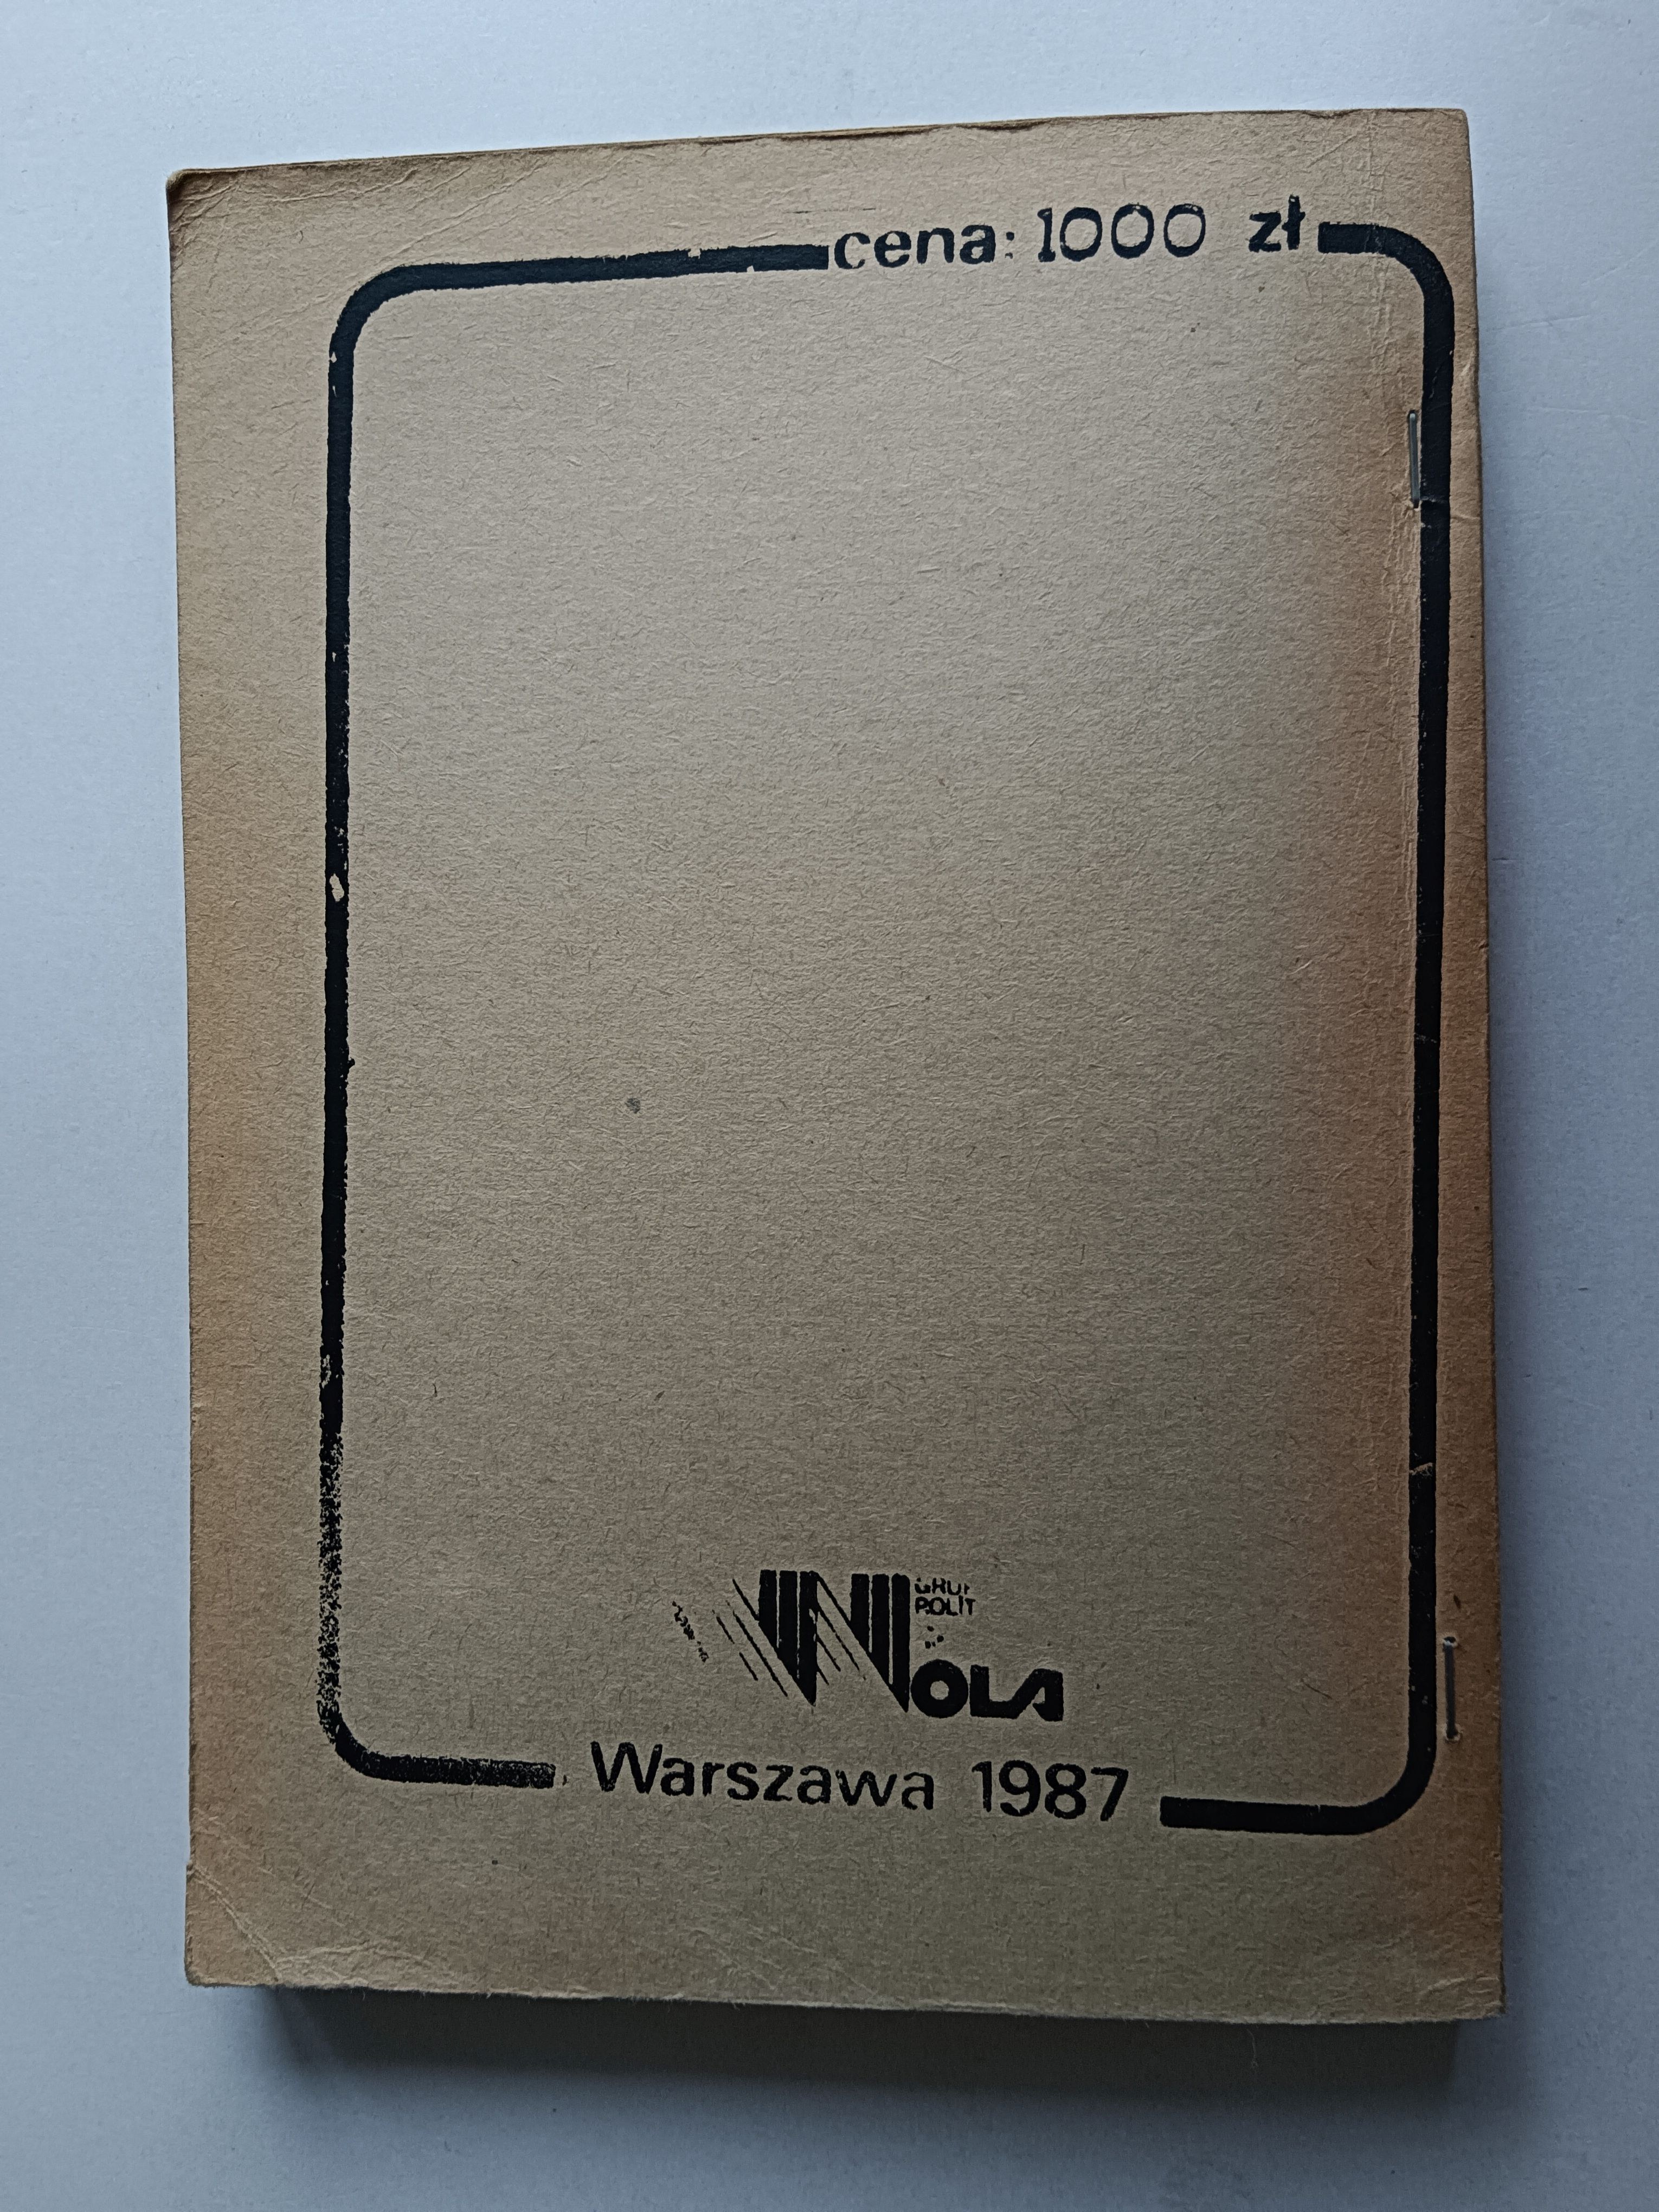 cena: 1000 zł
GRUP
POLIT
WOLA
Warszawa 1987